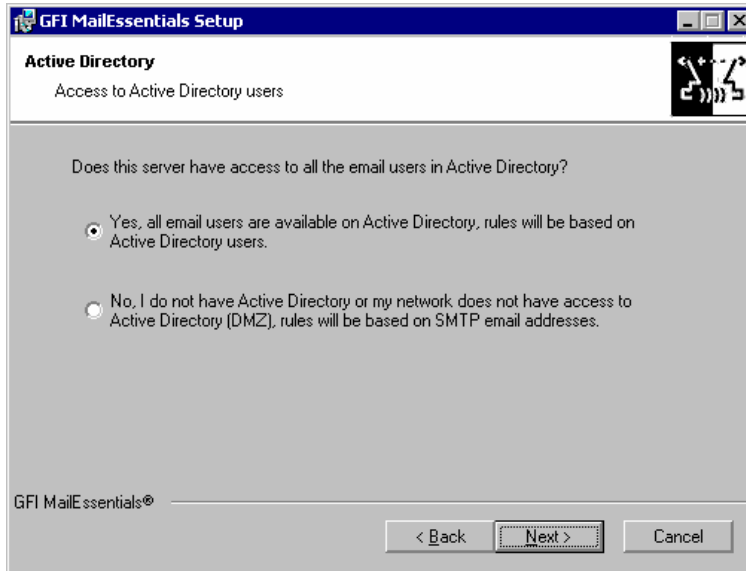 GFI MailEssentials Setup
Active Directory
Access to Active Directory users
Does this server have access to all the email users in Active Directory?
Yes, all email users are available on Active Directory, rules will be based on
Active Directory users.
No, I do not have Active Directory or my network does not have access to
Active Directory (DMZ), rules will be based on SMTP email addresses.
GFI MailEssentials®
< Back
Next >
Cancel